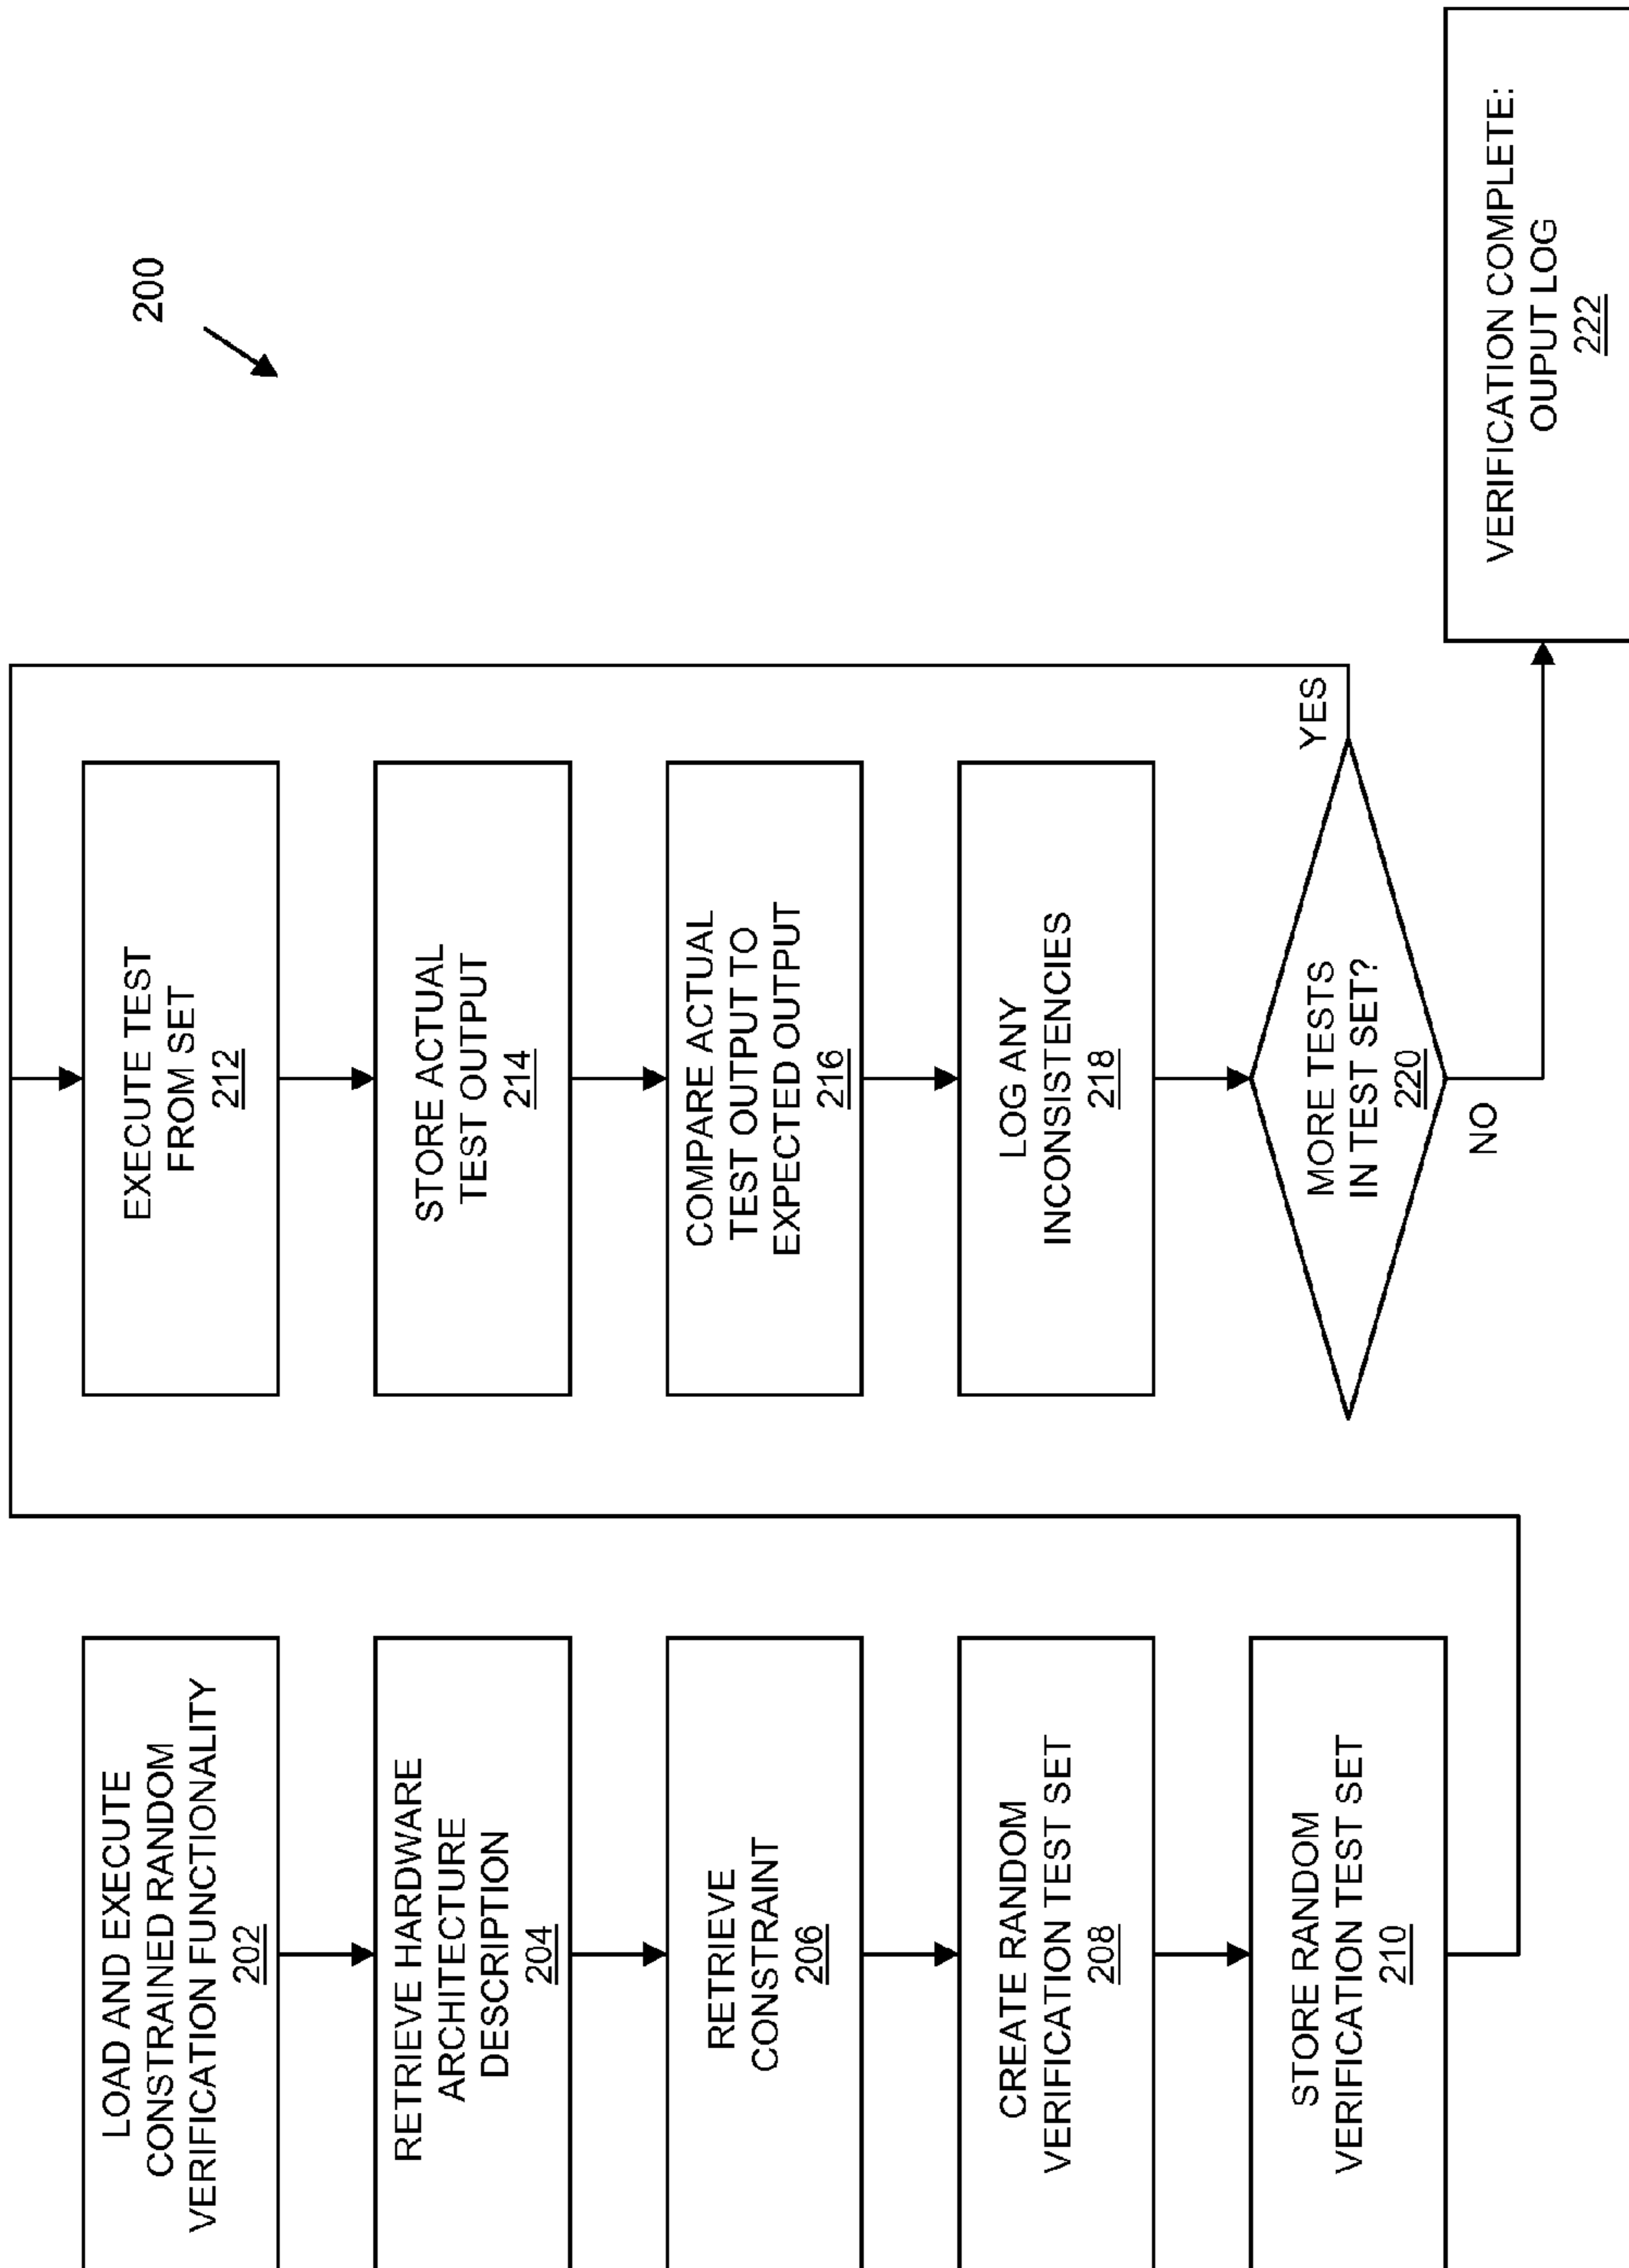 200
LOAD AND EXECUTE
CONSTRAINED RANDOM
VERIFICATION FUNCTIONALITY
202
RETRIEVE HARDWARE
ARCHITECTURE
DESCRIPTION
204
RETRIEVE
CONSTRAINT
206
CREATE RANDOM
VERIFICATION TEST SET
208
STORE RANDOM
VERIFICATION TEST SET
210
EXECUTE TEST
FROM SET
212
STORE ACTUAL
TEST OUTPUT
214
COMPARE ACTUAL
TEST OUTPUT TO
EXPECTED OUTPUT
216
LOG ANY
INCONSISTENCIES
218
MORE TESTS
IN TEST SET?
220
YES
NO
VERIFICATION COMPLETE:
OUPUT LOG
222